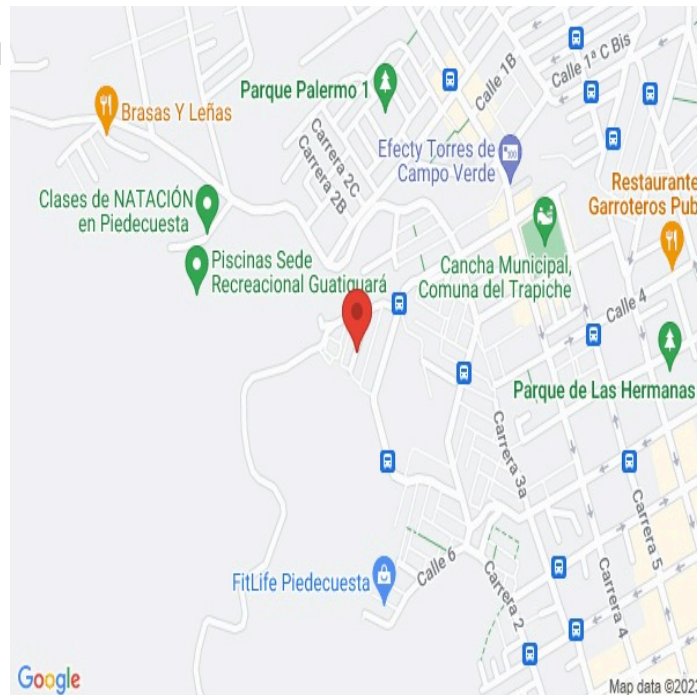 Parque Palermo 1
Calle 1B
Calle 1ª C Bis
Brasas Y Leñas
Carrera 2C
Carrera 2B
Efecty Torres de
Campo Verde
Restaurante
Garroteros Pub
Clases de NATACIÓN
en Piedecuesta
Piscinas Sede
Recreacional Guatiguará
Cancha Municipal,
Comuna del Trapiche
Calle 4
Parque de Las Hermanas
Carrera 3a
Carrera 5
FitLife Piedecuesta
Calle 6
Carrera 2
Carrera 4
Google
Map data ©202